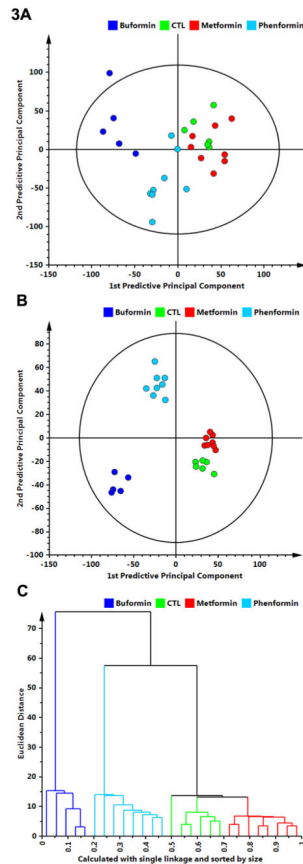 3A
Buformin CTL Metformin Phenformin
2nd Predictive Principal Component
100
50
0
-50
-100
-150
-150 -100 -50 0 50 100
1st Predictive Principal Component
B
Buformin CTL Metformin Phenformin
2nd Predictive Principal Component
80
60
40
20
0
-20
-40
-60
-80
-100
-150 -100 -50 0 50 100
1st Predictive Principal Component
C
Buformin CTL Metformin Phenformin
Euclidean Distance
70
60
50
40
30
20
10
0
0 0.1 0.2 0.3 0.4 0.5 0.6 0.7 0.8 0.9 1
Calculated with single linkage and sorted by size